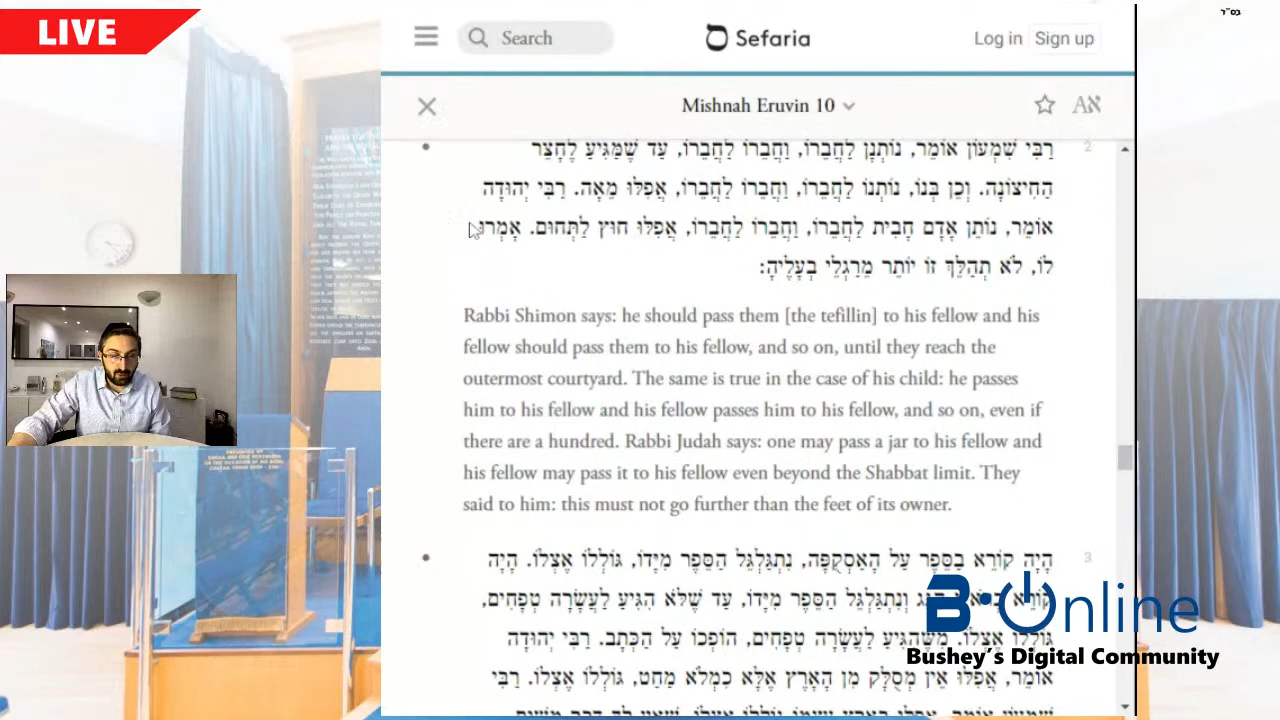 LIVE
בס"ד
Search
Sefaria
Log in
Sign up
Mishnah Eruvin 10
2
רַבִּי שִׁמְעוֹן אוֹמֵר, נוֹתְנָן לַחֲבֵרוֹ, וַחֲבֵרוֹ לַחֲבֵרוֹ, עַד שֶׁמַּגִּיעַ לֶחָצֵר
הַחִיצוֹנָה. וְכֵן בְּנוֹ, נוֹתְנוֹ לַחֲבֵרוֹ, וַחֲבֵרוֹ לַחֲבֵרוֹ, אֲפִלּוּ מֵאָה. רַבִּי יְהוּדָה
אוֹמֵר, נוֹתֵן אָדָם חָבִית לַחֲבֵרוֹ, וַחֲבֵרוֹ לַחֲבֵרוֹ, אֲפִלּוּ חוּץ לַתְּחוּם. אָמְרוּ
לוֹ, לֹא תְהַלֵּךְ זוֹ יוֹתֵר מֵרַגְלֵי בְעָלֶיהָ:
Rabbi Shimon says: he should pass them [the tefillin] to his fellow and his
fellow should pass them to his fellow, and so on, until they reach the
outermost courtyard. The same is true in the case of his child: he passes
him to his fellow and his fellow passes him to his fellow, and so on, even if
there are a hundred. Rabbi Judah says: one may pass a jar to his fellow and
his fellow may pass it to his fellow even beyond the Shabbat limit. They
said to him: this must not go further than the feet of its owner.
3
הָיָה קוֹרֵא בַסֵּפֶר עַל הָאִסְקֻפָּה, נִתְגַּלְגֵּל הַסֵּפֶר מִיָּדוֹ, גּוֹלְלוֹ אֶצְלוֹ. הָיָה
קוֹרֵא וְנִתְגַּלְגֵּל הַסֵּפֶר מִיָּדוֹ, עַד שֶׁלֹּא הִגִּיעַ לַעֲשָׂרָה טְפָחִים,
גּוֹלְלוֹ אֶצְלוֹ. מִשֶּׁהִגִּיעַ לַעֲשָׂרָה טְפָחִים, הוֹפְכוֹ עַל הַכְּתָב. רַבִּי יְהוּדָה
אוֹמֵר, אֲפִלּוּ אֵין מְסֻלָּק מִן הָאָרֶץ אֶלָּא כִמְלֹא מַחַט, גּוֹלְלוֹ אֶצְלוֹ. רַבִּי
B·Online
Bushey's Digital Community